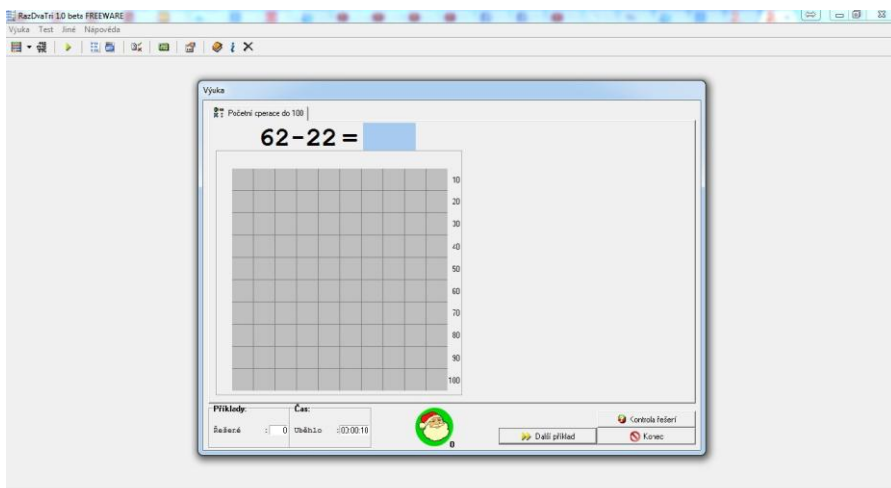 RazDvaTri 1.0 beta FREEWARE
Výuka Test Jiné Nápověda
Výuka
Početní operace do 100
62-22=
10
20
30
40
50
60
70
80
90
100
Příklady: Čas:
Řešené : 0 Uběhlo :00:00:10
0
Další příklad
Kontrola řešení
Konec